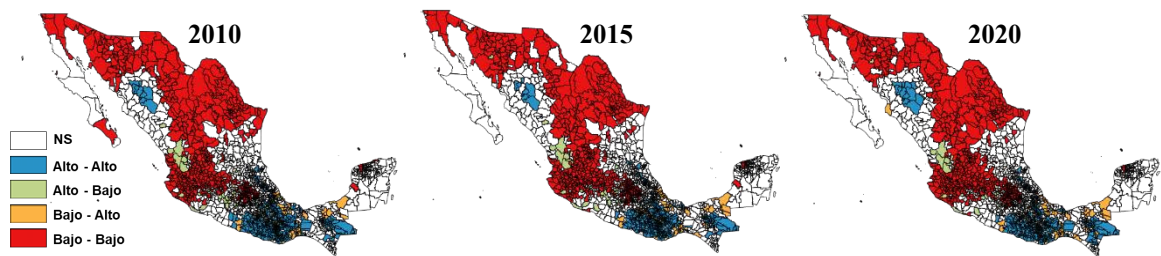 2010
2015
2020
NS
Alto - Alto
Alto - Bajo
Bajo - Alto
Bajo - Bajo